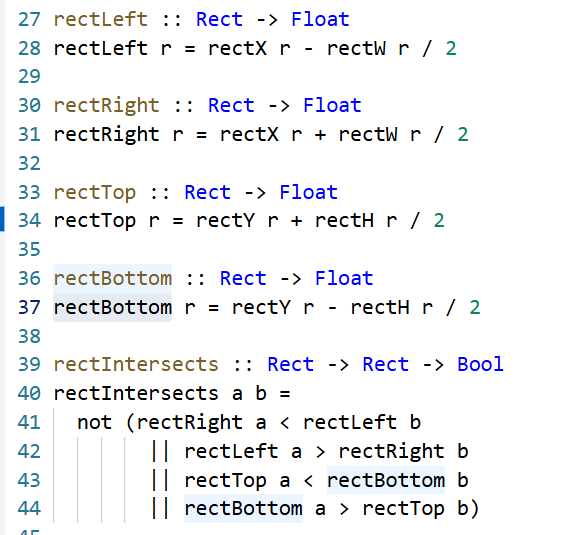 27 rectLeft :: Rect -> Float
28 rectLeft r = rectX r - rectW r / 2
29
30 rectRight :: Rect -> Float
31 rectRight r = rectX r + rectW r / 2
32
33 rectTop :: Rect -> Float
34 rectTop r = rectY r + rectH r / 2
35
36 rectBottom :: Rect -> Float
37 rectBottom r = rectY r - rectH r / 2
38
39 rectIntersects :: Rect -> Rect -> Bool
40 rectIntersects a b =
41   not (rectRight a < rectLeft b
42         || rectLeft a > rectRight b
43         || rectTop a < rectBottom b
44         || rectBottom a > rectTop b)